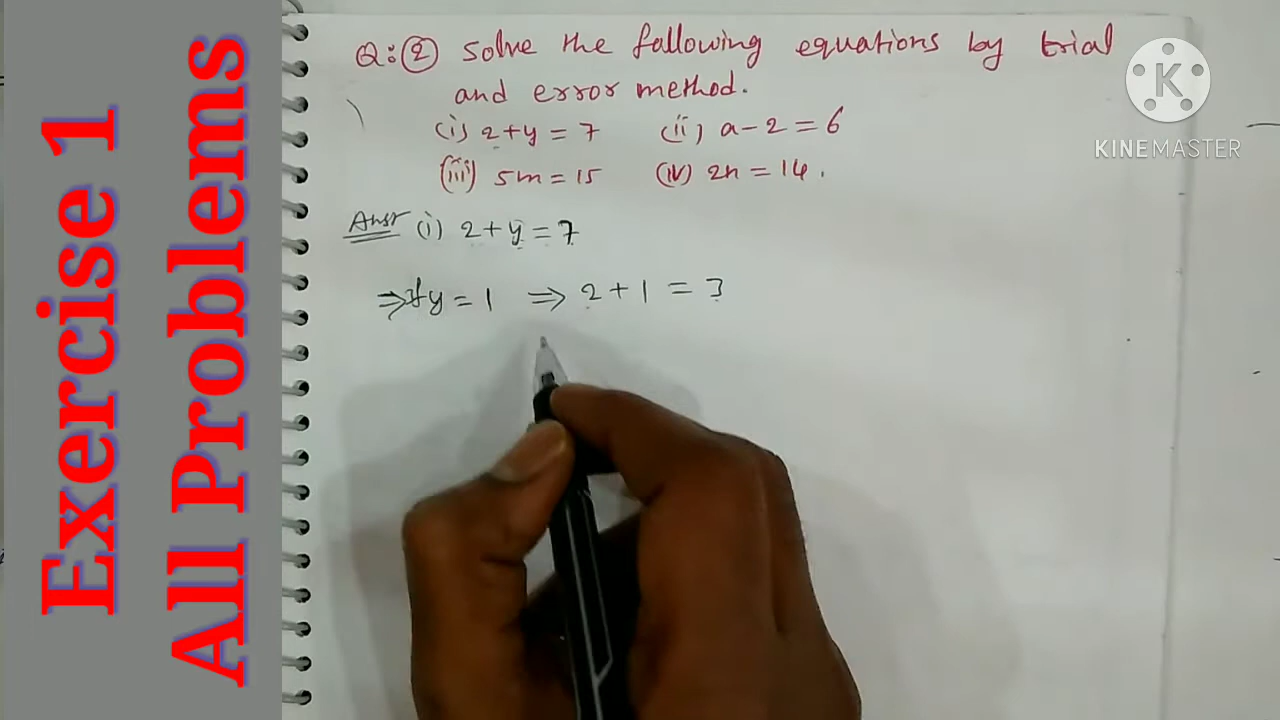 Exercise 1
All Problems
Q:② Solve the following equations by trial
and error method.
(i) 2+y = 7 (ii) a-2 = 6
(iii) 5m = 15 (iv) 2n = 14.
Ansr (i) 2+y = 7
⇒ If y = 1 ⇒ 2+1 = 3
K
KINEMASTER